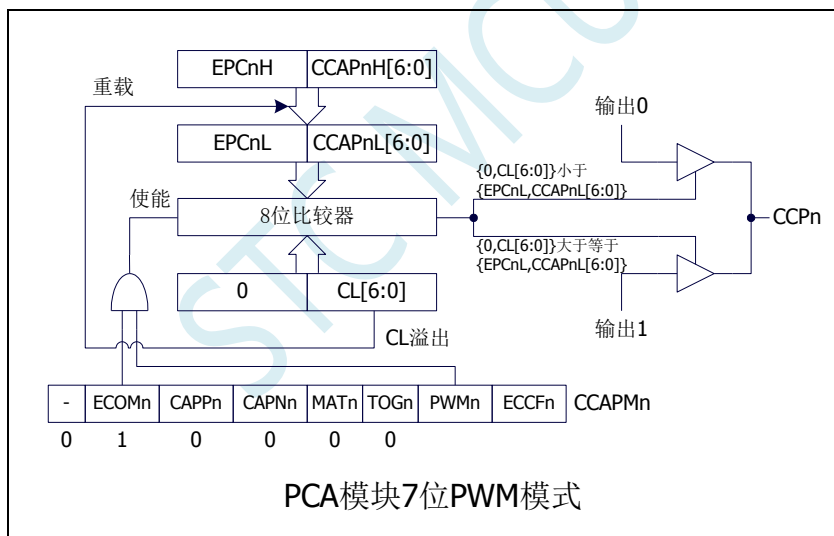 EPCnH CCAPnH[6:0]
重载
输出0
EPCnL CCAPnL[6:0]
{0,CL[6:0]}小于
{EPCnL,CCAPnL[6:0]}
使能
8位比较器
CCPn
{0,CL[6:0]}大于等于
{EPCnL,CCAPnL[6:0]}
0 CL[6:0]
输出1
CL溢出
- ECOMn CAPPn CAPNn MATn TOGn PWMn ECCFn CCAPMn
0 1 0 0 0 0
PCA模块7位PWM模式
STC MCU